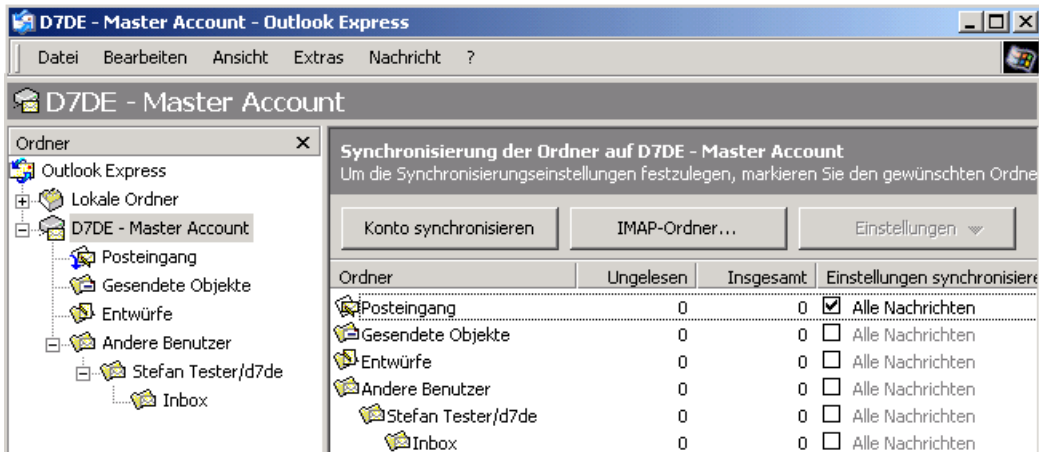 D7DE - Master Account - Outlook Express
Datei Bearbeiten Ansicht Extras Nachricht ?
D7DE - Master Account
Ordner
Outlook Express
Lokale Ordner
D7DE - Master Account
Posteingang
Gesendete Objekte
Entwürfe
Andere Benutzer
Stefan Tester/d7de
Inbox
Synchronisierung der Ordner auf D7DE - Master Account
Um die Synchronisierungseinstellungen festzulegen, markieren Sie den gewünschten Ordne
Konto synchronisieren IMAP-Ordner... Einstellungen
Ordner Ungelesen Insgesamt Einstellungen synchronisiere
Posteingang 0 0 Alle Nachrichten
Gesendete Objekte 0 0 Alle Nachrichten
Entwürfe 0 0 Alle Nachrichten
Andere Benutzer 0 0 Alle Nachrichten
Stefan Tester/d7de 0 0 Alle Nachrichten
Inbox 0 0 Alle Nachrichten